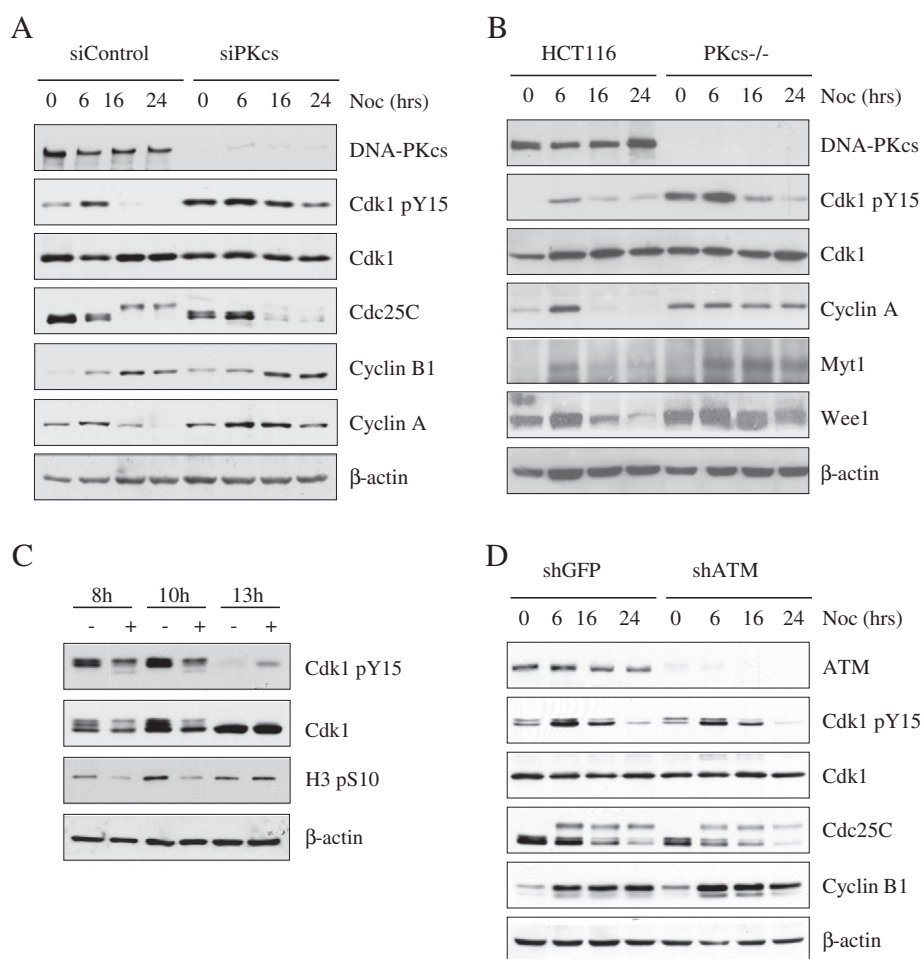 A
siControl siPKcs
0 6 16 24 0 6 16 24 Noc (hrs)
DNA-PKcs
Cdk1 pY15
Cdk1
Cdc25C
Cyclin B1
Cyclin A
β-actin
B
HCT116 PKcs-/-
0 6 16 24 0 6 16 24 Noc (hrs)
DNA-PKcs
Cdk1 pY15
Cdk1
Cyclin A
Myt1
Wee1
β-actin
C
8h 10h 13h
- + - + - +
Cdk1 pY15
Cdk1
H3 pS10
β-actin
D
shGFP shATM
0 6 16 24 0 6 16 24 Noc (hrs)
ATM
Cdk1 pY15
Cdk1
Cdc25C
Cyclin B1
β-actin